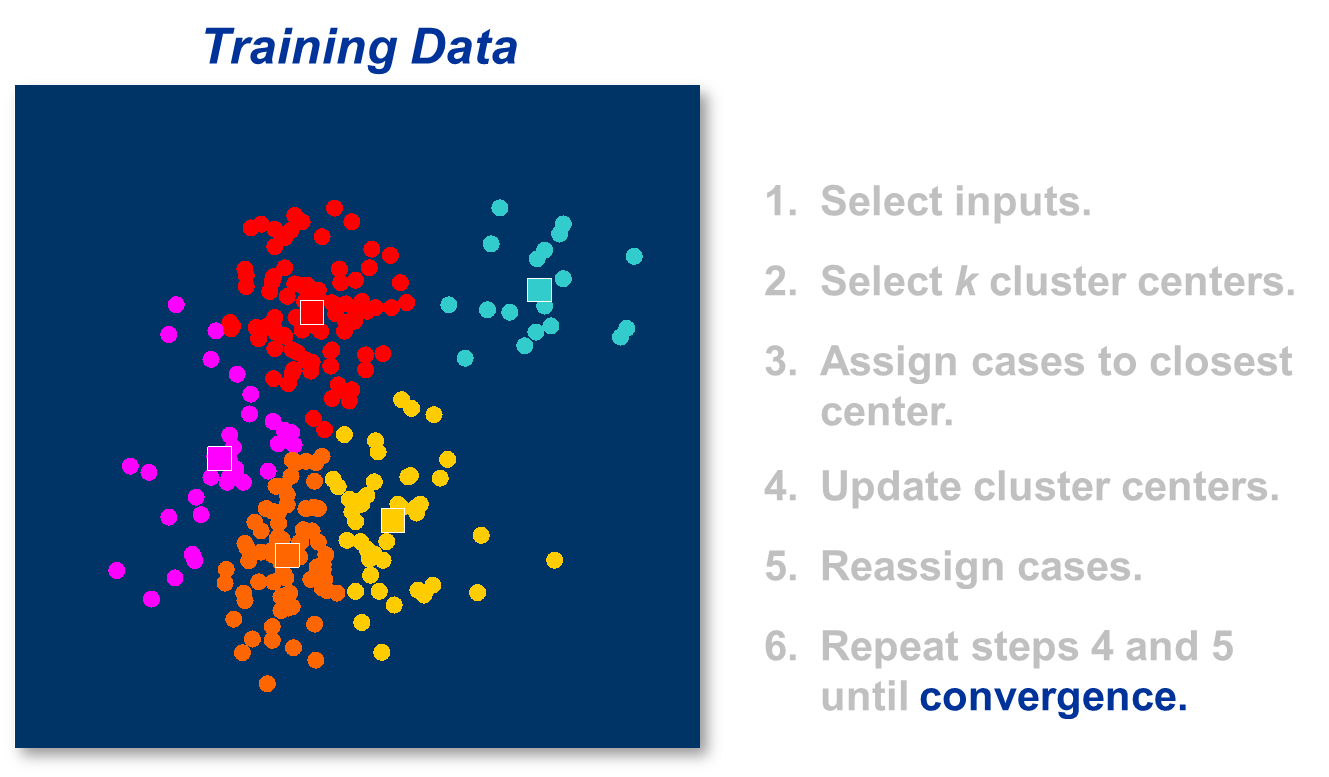 Training Data
1. Select inputs.
2. Select k cluster centers.
3. Assign cases to closest
center.
4. Update cluster centers.
5. Reassign cases.
6. Repeat steps 4 and 5
until convergence.